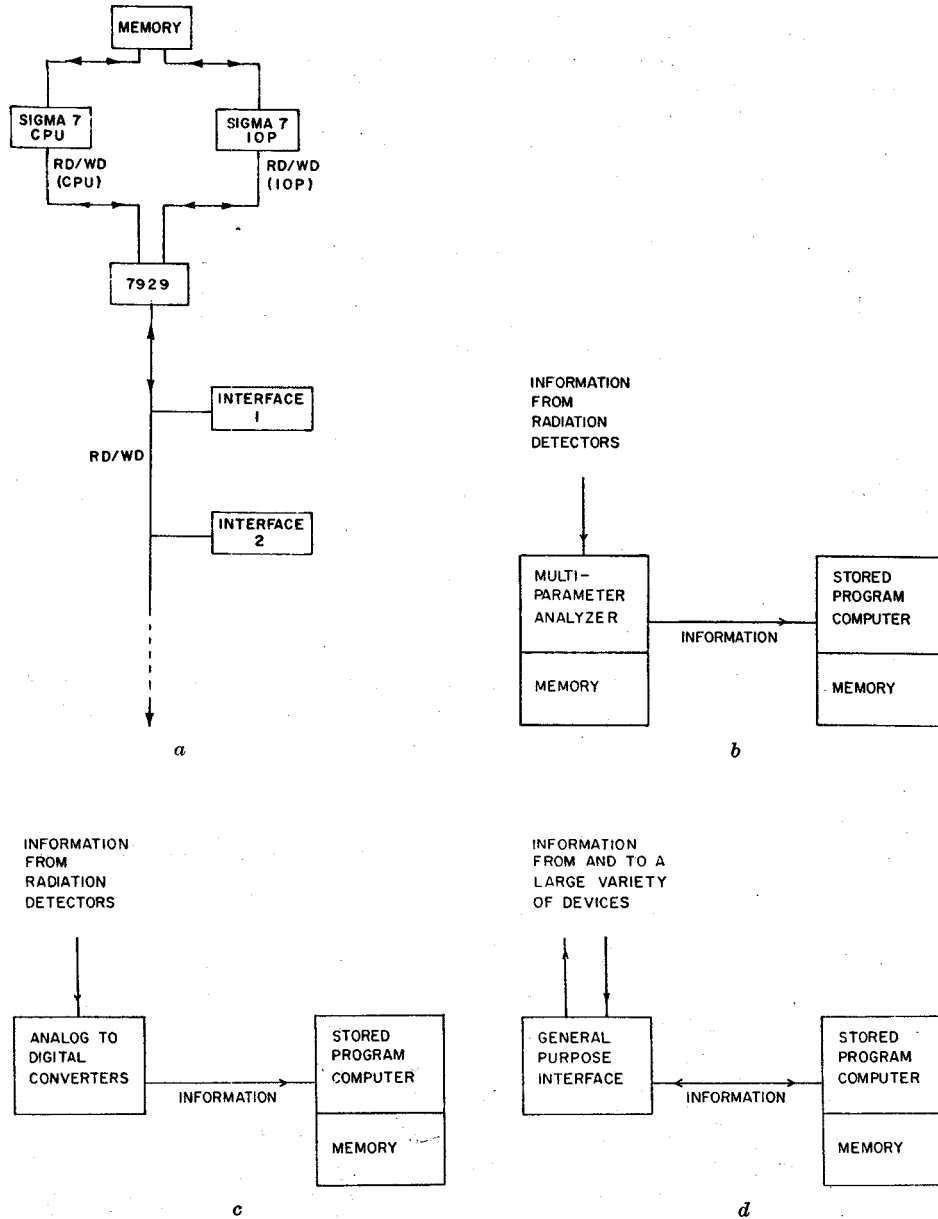 MEMORY
SIGMA 7
CPU
SIGMA 7
IOP
RD/WD
(CPU)
RD/WD
(IOP)
7929
INTERFACE
1
RD/WD
INTERFACE
2
a
INFORMATION
FROM
RADIATION
DETECTORS
MULTI-
PARAMETER
ANALYZER
MEMORY
INFORMATION
STORED
PROGRAM
COMPUTER
MEMORY
b
INFORMATION
FROM
RADIATION
DETECTORS
ANALOG TO
DIGITAL
CONVERTERS
INFORMATION
STORED
PROGRAM
COMPUTER
MEMORY
c
INFORMATION
FROM AND TO A
LARGE VARIETY
OF DEVICES
GENERAL
PURPOSE
INTERFACE
INFORMATION
STORED
PROGRAM
COMPUTER
MEMORY
d